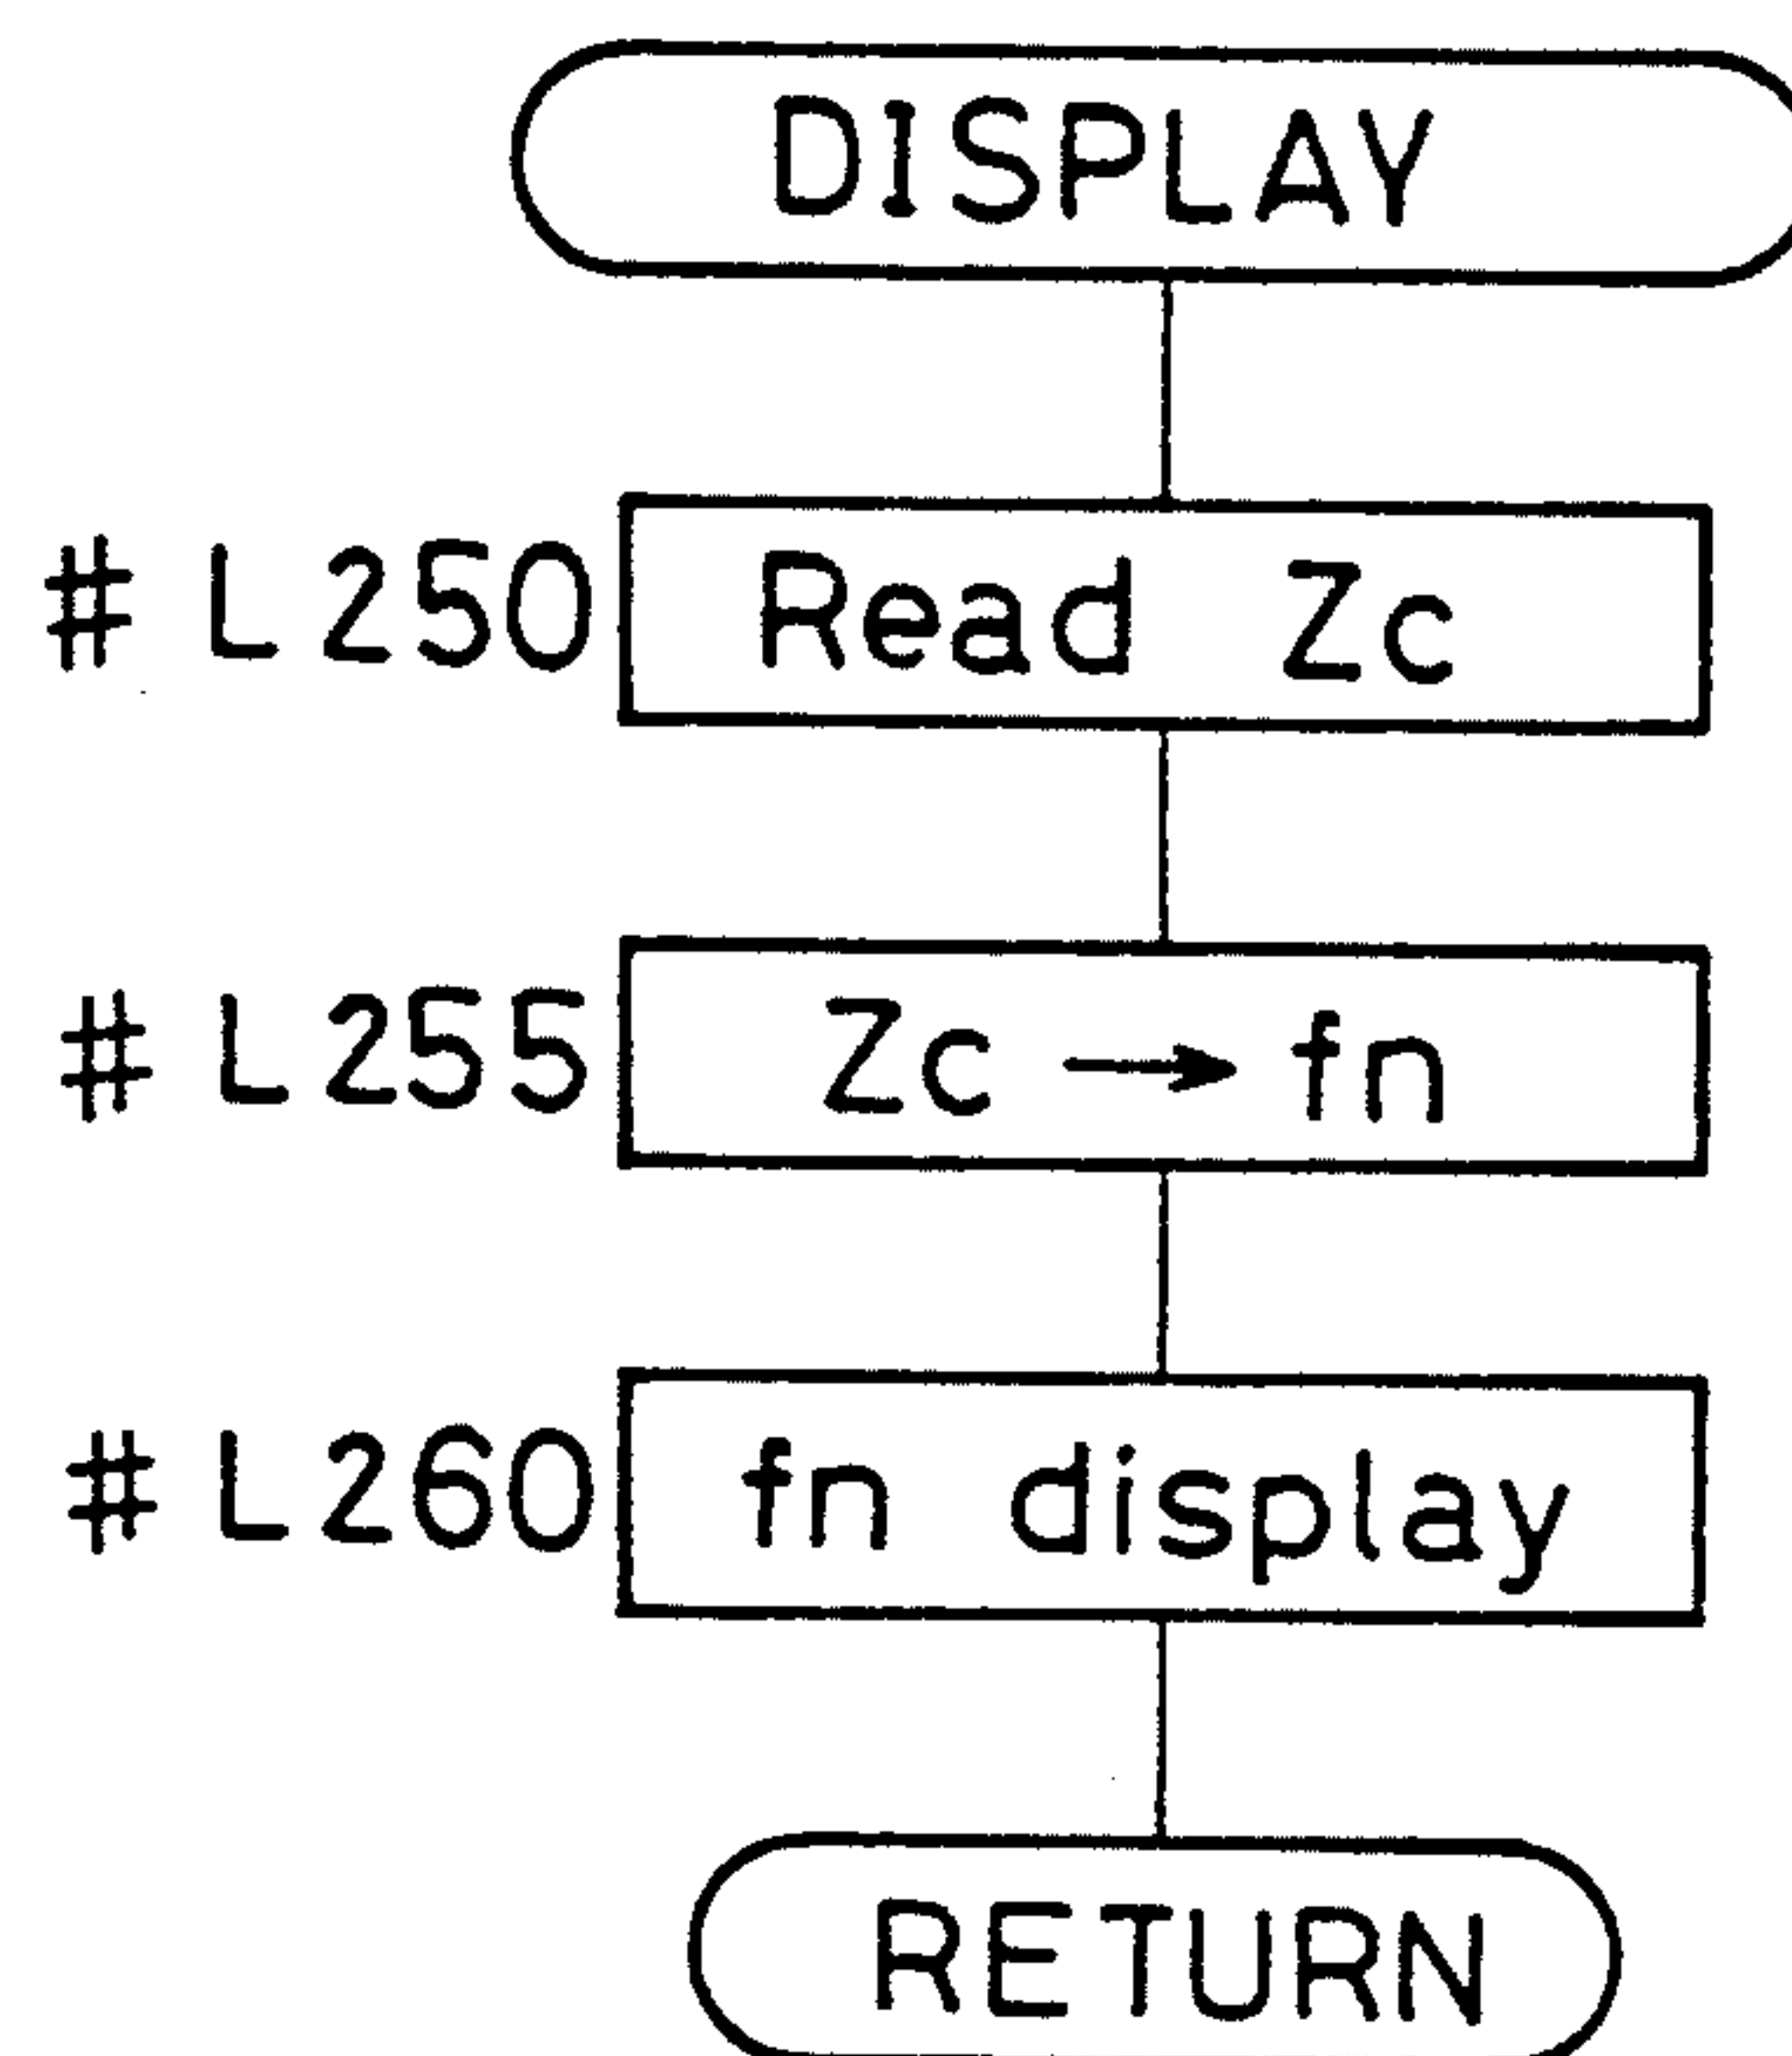 DISPLAY
# L250 Read Zc
# L255 Zc → fn
# L260 fn display
RETURN